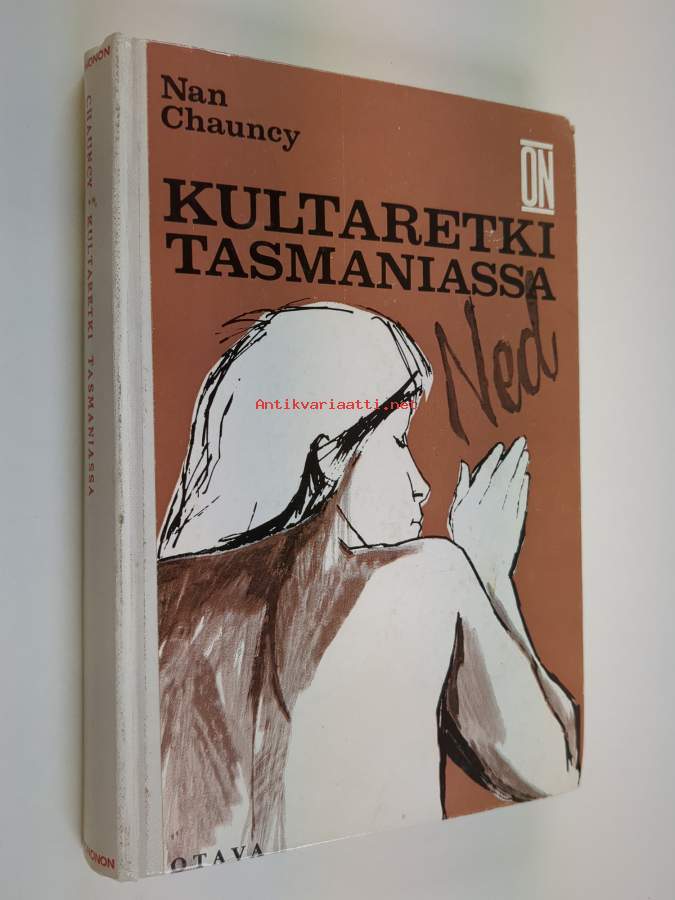 Nan
Chauncy
ON
KULTARETKI
TASMANIASSA
Ned
Antikvariaatti.net
OTAVA
CHAUNCY KULTARETKI TASMANIASSA